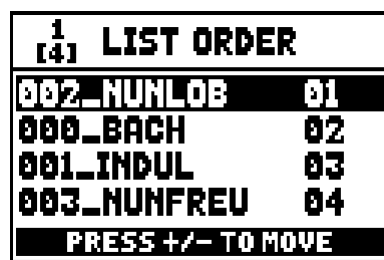 1
[4] LIST ORDER
002_NUNLOB 01
000_BACH 02
001_INDUL 03
003_NUNFREU 04
PRESS +/- TO MOVE